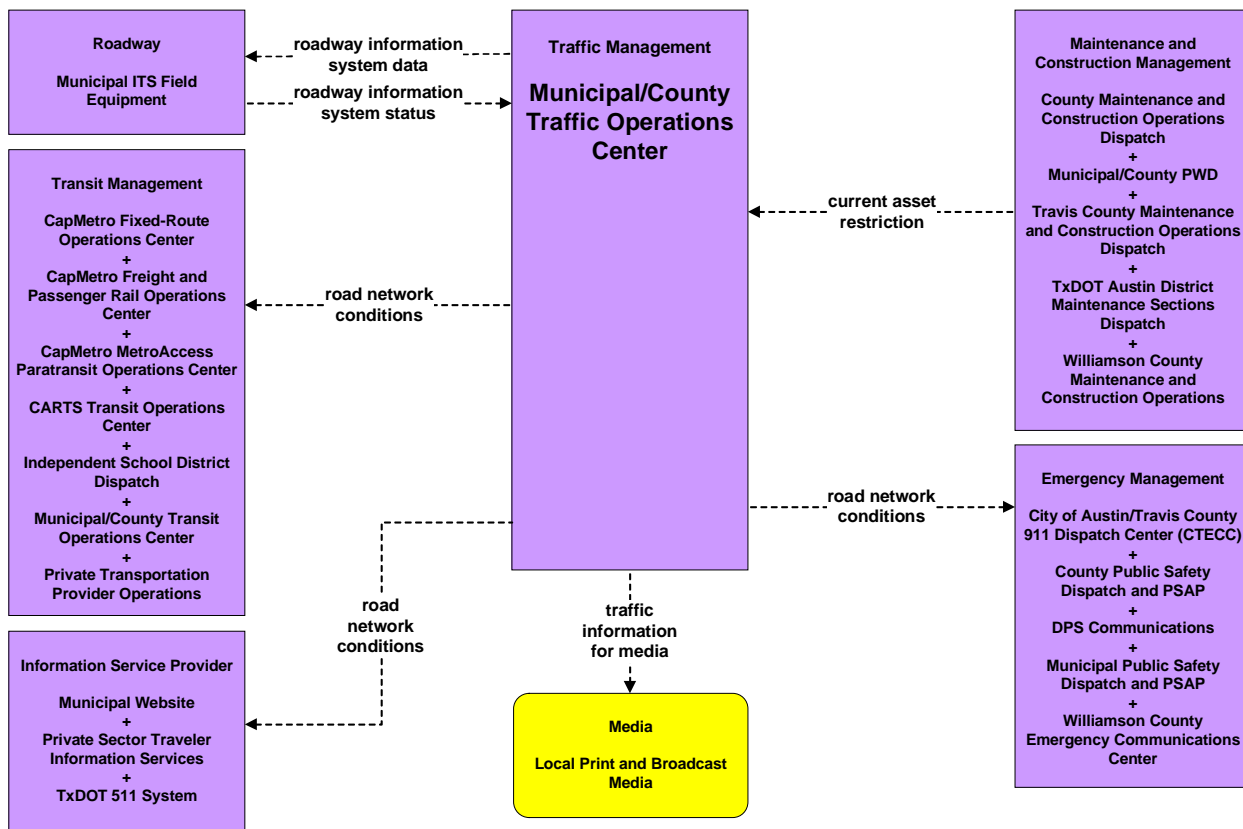 Roadway
Municipal ITS Field
Equipment
roadway information
system data
roadway information
system status
Traffic Management
Municipal/County
Traffic Operations
Center
Maintenance and
Construction Management
County Maintenance and
Construction Operations
Dispatch
+
Municipal/County PWD
+
Travis County Maintenance
and Construction Operations
Dispatch
+
TxDOT Austin District
Maintenance Sections
Dispatch
+
Williamson County
Maintenance and
Construction Operations
current asset
restriction
Transit Management
CapMetro Fixed-Route
Operations Center
+
CapMetro Freight and
Passenger Rail Operations
Center
+
CapMetro MetroAccess
Paratransit Operations Center
+
CARTS Transit Operations
Center
+
Independent School District
Dispatch
+
Municipal/County Transit
Operations Center
+
Private Transportation
Provider Operations
road network
conditions
road network
conditions
Emergency Management
City of Austin/Travis County
911 Dispatch Center (CTECC)
+
County Public Safety
Dispatch and PSAP
+
DPS Communications
+
Municipal Public Safety
Dispatch and PSAP
+
Williamson County
Emergency Communications
Center
road
network
conditions
traffic
information
for media
Information Service Provider
Municipal Website
+
Private Sector Traveler
Information Services
+
TxDOT 511 System
Media
Local Print and Broadcast
Media